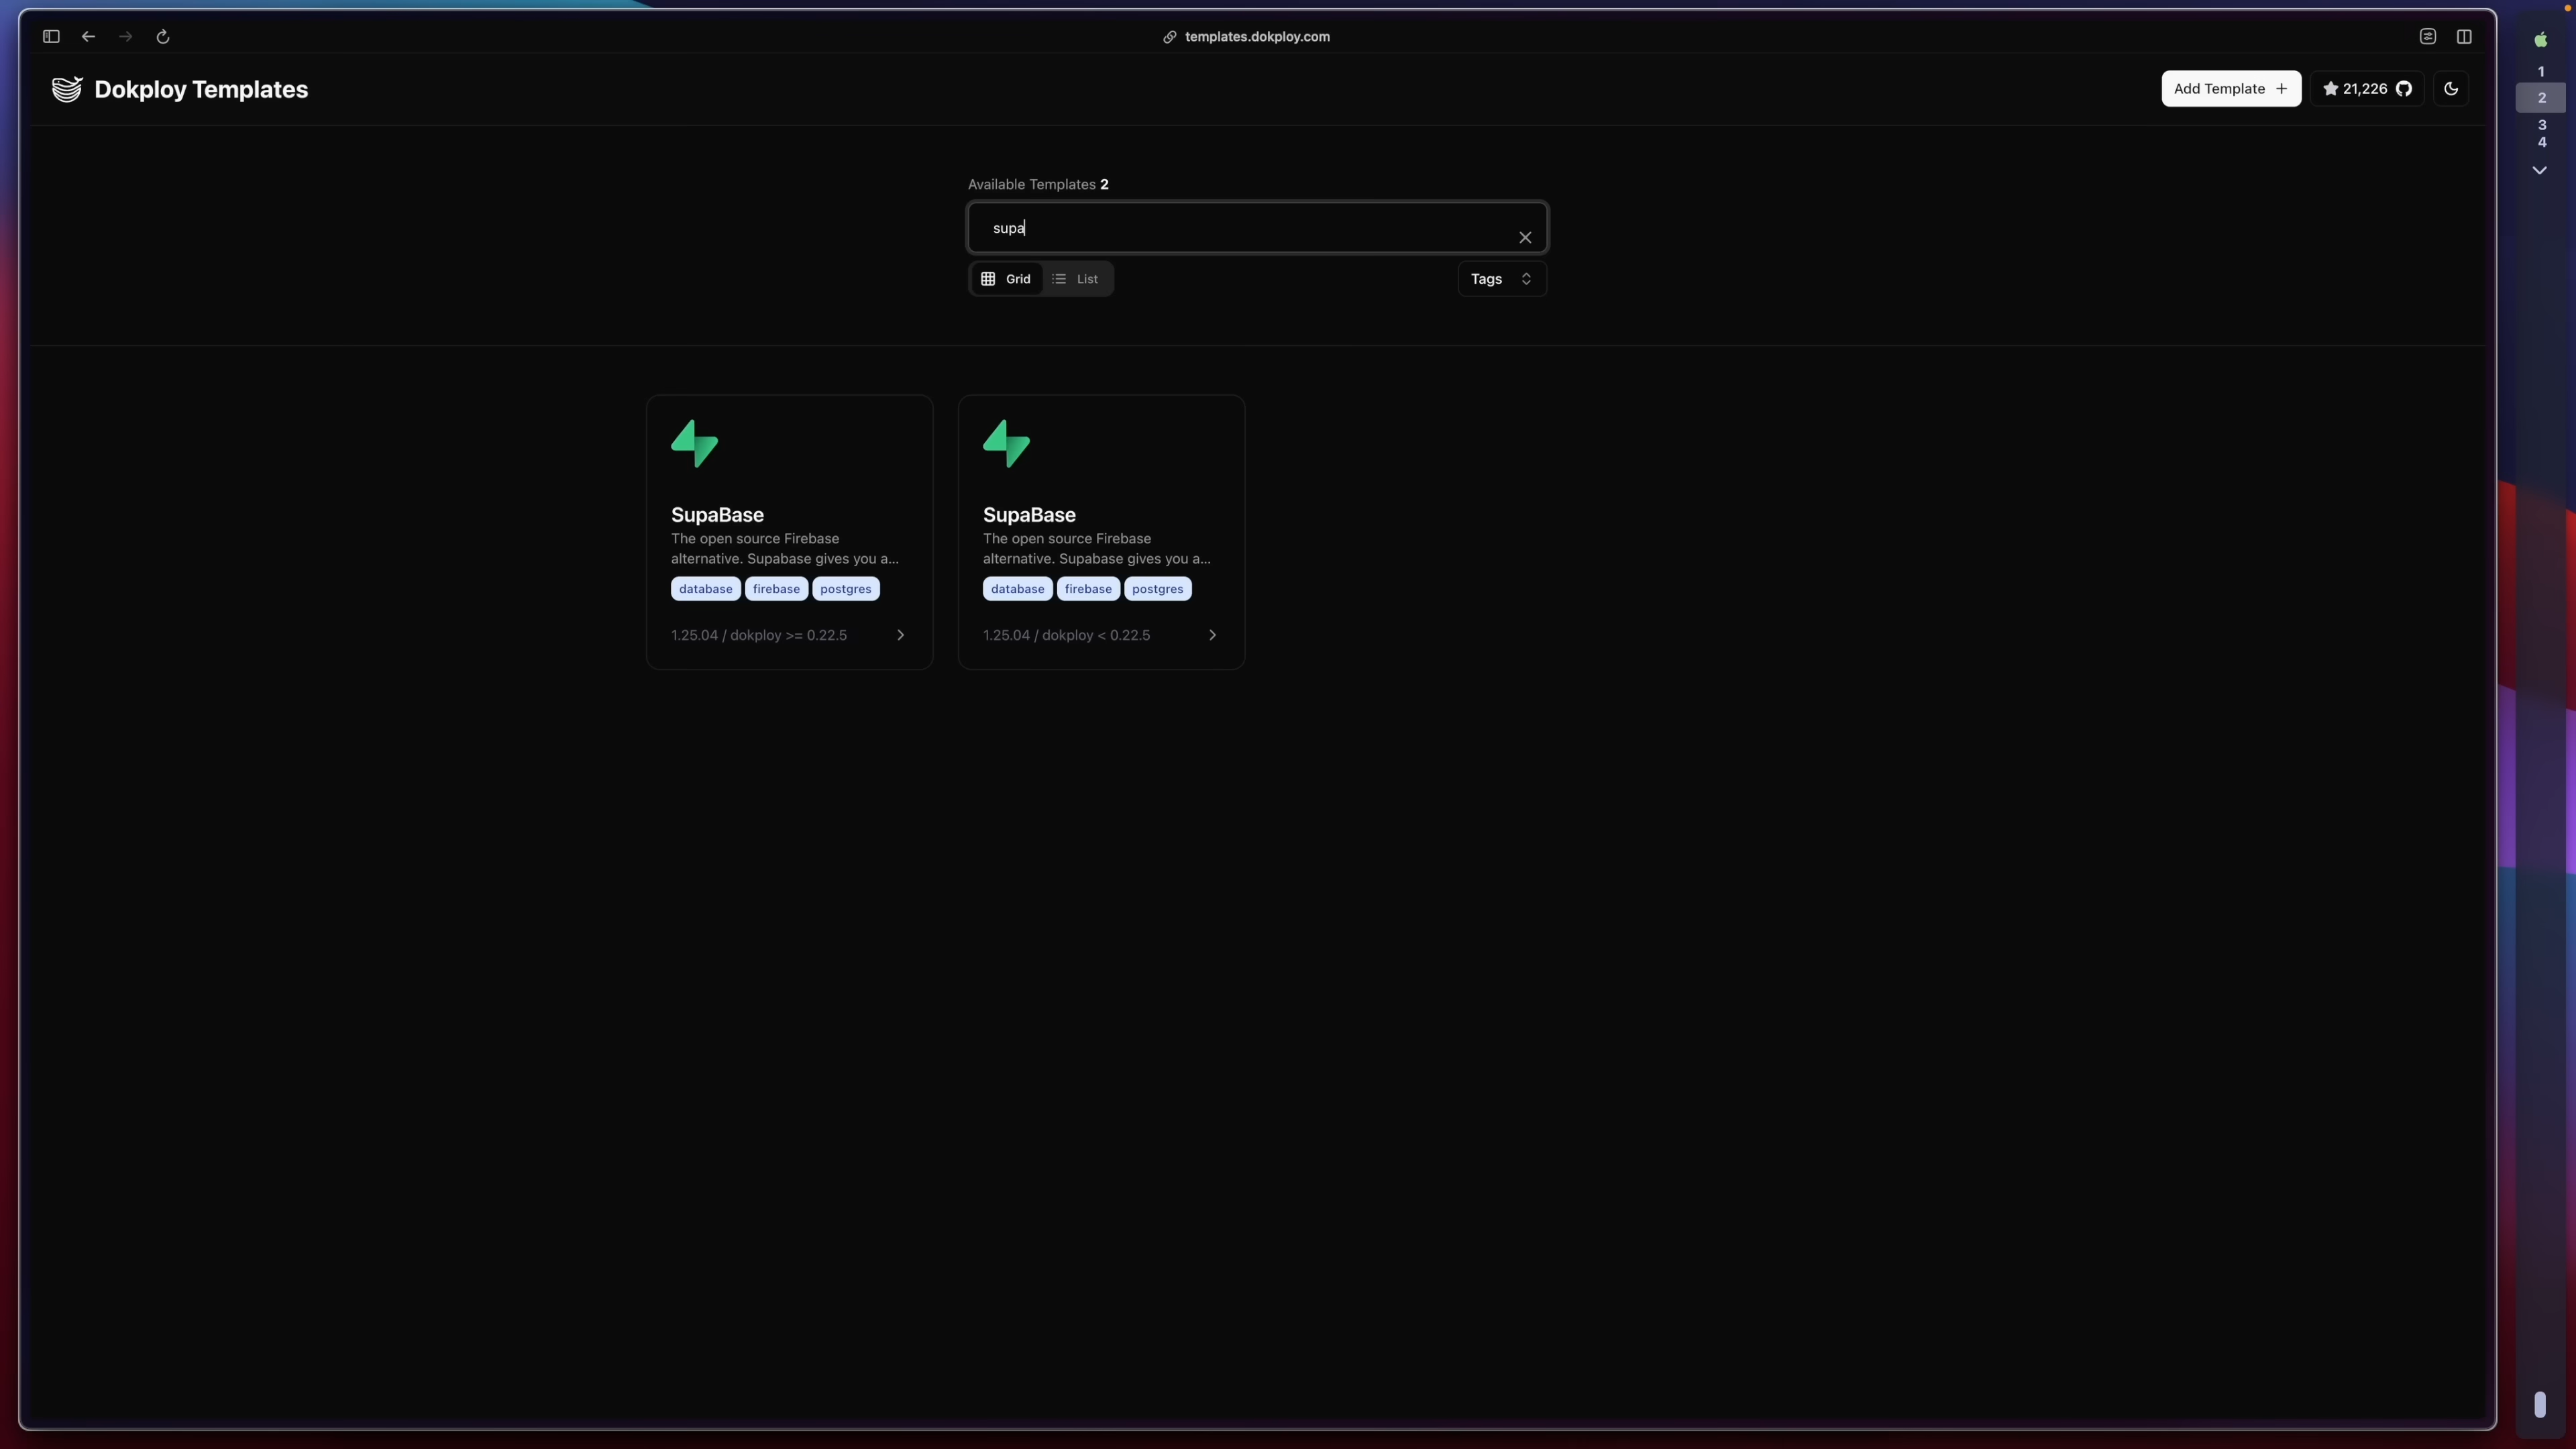 templates.dokploy.com
Dokploy Templates
Add Template
21,226
1
2
3
4
Available Templates 2
supa
Grid
List
Tags
SupaBase
The open source Firebase
alternative. Supabase gives you a...
database firebase postgres
1.25.04 / dokploy >= 0.22.5
SupaBase
The open source Firebase
alternative. Supabase gives you a...
database firebase postgres
1.25.04 / dokploy < 0.22.5